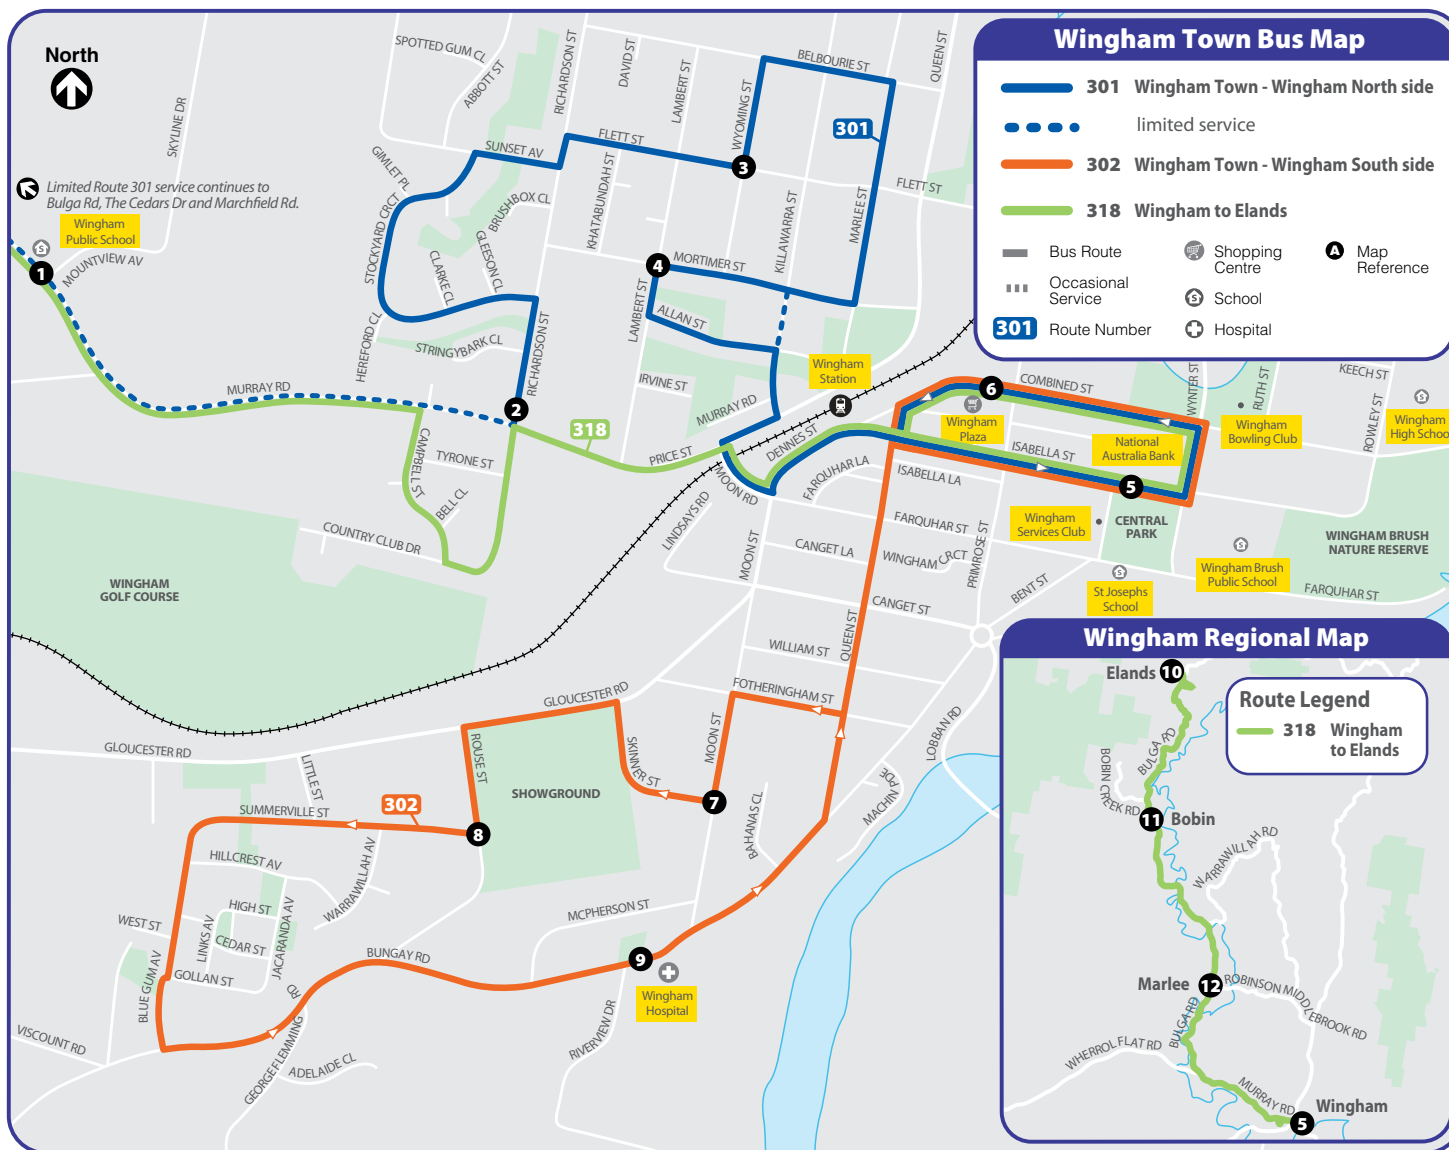 North
Limited Route 301 service continues to
Bulga Rd, The Cedars Dr and Marchfield Rd.
Wingham Town Bus Map
301 Wingham Town - Wingham North side
limited service
302 Wingham Town - Wingham South side
318 Wingham to Elands
Bus Route
Occasional
Service
301 Route Number
Shopping
Centre
School
Hospital
A Map
Reference
SPOTTED GUM CL
ABBOTT ST
RICHARDSON ST
DAVID ST
LAMBERT ST
WYOMING ST
BELBOURIE ST
QUEEN ST
SKYLINE DR
301
SUNSET AV
FLETT ST
3
FLETT ST
GIMLET PL
KHATABUNDAH ST
BRUSHBOX CL
STOCKYARD CRCT
GLEESON CL
CLARKE CL
KILLAWARRA ST
MARLEE ST
Wingham
Public School
S
1
MOUNTVIEW AV
4
MORTIMER ST
LAMBERT ST
ALLAN ST
HEREFORD CL
STRINGYBARK CL
RICHARDSON ST
IRVINE ST
MURRAY RD
MURRAY RD
2
318
PRICE ST
Wingham
Station
DENNES ST
6
COMBINED ST
WYNTER ST
RUTH ST
KEECH ST
ROWLEY ST
S
Wingham
High School
Wingham
Plaza
Wingham
Bowling Club
National
Australia Bank
ISABELLA ST
5
CAMPBELL ST
TYRONE ST
BELL CL
COUNTRY CLUB DR
MOON RD
LINDSAYS RD
FARQUHAR LA
ISABELLA LA
FARQUHAR ST
Wingham
Services Club
CENTRAL
PARK
WINGHAM BRUSH
NATURE RESERVE
S
Wingham Brush
Public School
S
St Josephs
School
FARQUHAR ST
MOON ST
CANGET LA
WINGHAM CRCT
PRIMROSE ST
BENT ST
CANGET ST
WINGHAM
GOLF COURSE
WILLIAM ST
QUEEN ST
FOTHERINGHAM ST
LOBBAN RD
GLOUCESTER RD
GLOUCESTER RD
ROUSE ST
SKINNER ST
MOON ST
7
MACHIN PDE
BAHANAS CL
SHOWGROUND
LITTLE ST
SUMMERVILLE ST
302
8
HILLCREST AV
WARRAWILLAH AV
HIGH ST
WEST ST
LINKS AV
CEDAR ST
JACARANDA AV
GOLLAN ST
BLUE GUM AV
MCPHERSON ST
BUNGAY RD
9
Wingham
Hospital
RIVERVIEW DR
VISCOUNT RD
GEORGE FLEMMING RD
ADELAIDE CL
Wingham Regional Map
Elands 10
Route Legend
318 Wingham
to Elands
BULGA RD
BOBIN CREEK RD
11 Bobin
WARRAWILLAH RD
Marlee 12
ROBINSON MIDDLEBROOK RD
BULGA RD
WHERROL FLAT RD
MURRAY RD
Wingham
5